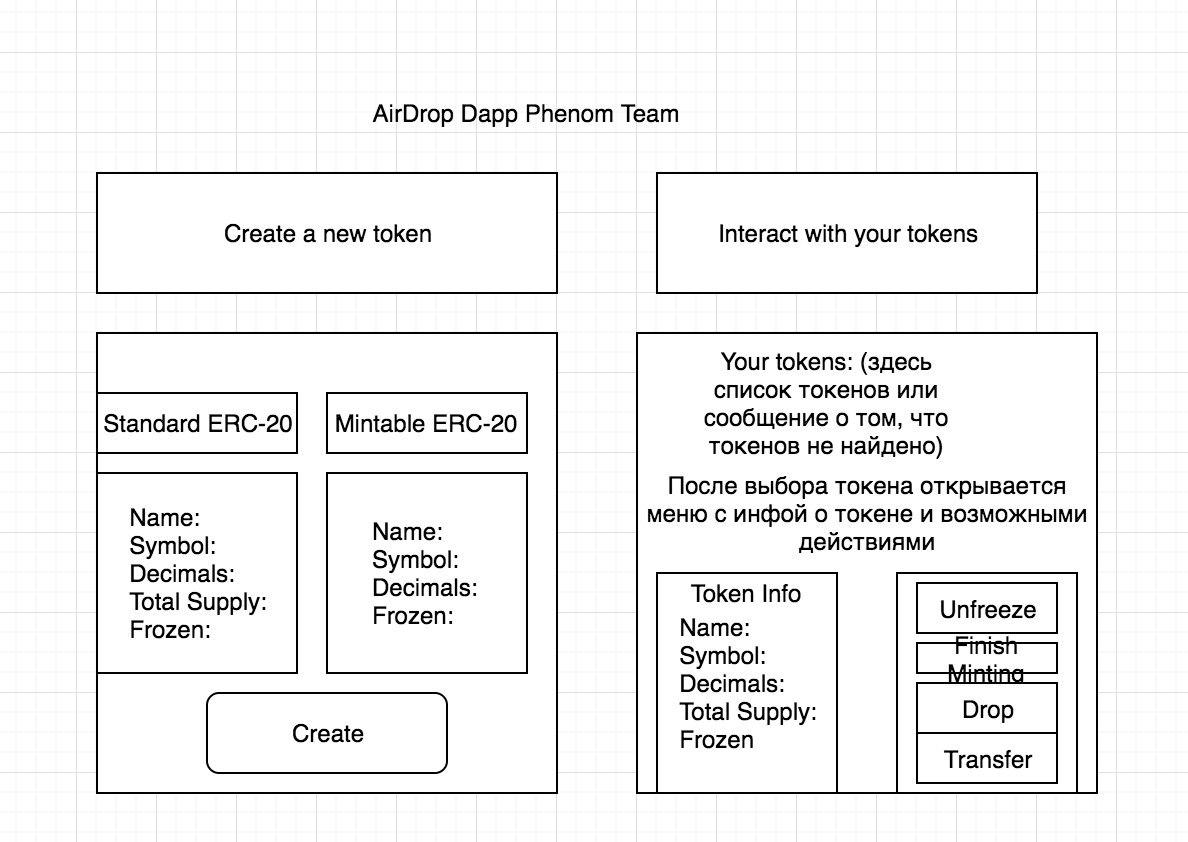 AirDrop Dapp Phenom Team
Create a new token
Interact with your tokens
Standard ERC-20
Mintable ERC-20
Name:
Symbol:
Decimals:
Total Supply:
Frozen:
Name:
Symbol:
Decimals:
Frozen:
Create
Your tokens: (здесь
список токенов или
сообщение о том, что
токенов не найдено)
После выбора токена открывается
меню с инфой о токене и возможными
действиями
Token Info
Name:
Symbol:
Decimals:
Total Supply:
Frozen
Unfreeze
Finish
Minting
Drop
Transfer